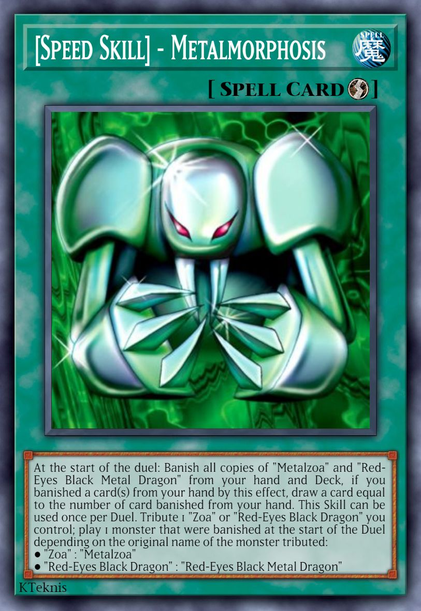 [Speed Skill] - Metalmorphosis
SPELL
魔
[ Spell Card ]
At the start of the duel: Banish all copies of "Metalzoa" and "Red-
Eyes Black Metal Dragon" from your hand and Deck, if you
banished a card(s) from your hand by this effect, draw a card equal
to the number of card banished from your hand. This Skill can be
used once per Duel. Tribute 1 "Zoa" or "Red-Eyes Black Dragon" you
control; play 1 monster that were banished at the start of the Duel
depending on the original name of the monster tributed:
● "Zoa" : "Metalzoa"
● "Red-Eyes Black Dragon" : "Red-Eyes Black Metal Dragon"
KTeknis